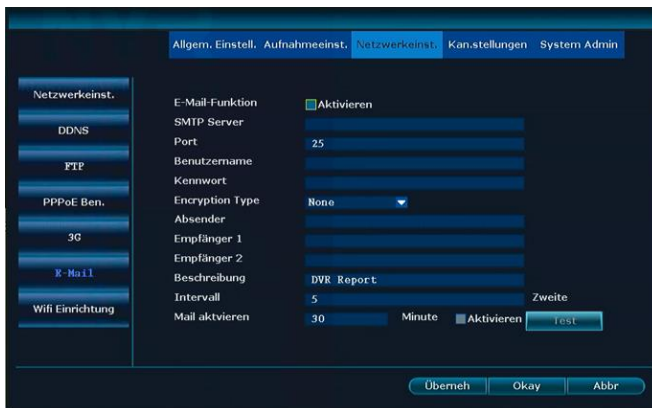 Allgem. Einstell. Aufnahmeeinst. Netzwerkeinst. Kan.stellungen System Admin
Netzwerkeinst.
DDNS
FTP
PPPoE Ben.
3G
E-Mail
Wifi Einrichtung
E-Mail-Funktion Aktivieren
SMTP Server
Port 25
Benutzername
Kennwort
Encryption Type None
Absender
Empfänger 1
Empfänger 2
Beschreibung DVR Report
Intervall 5 Zweite
Mail aktvieren 30 Minute Aktivieren Test
Überneh Okay Abbr